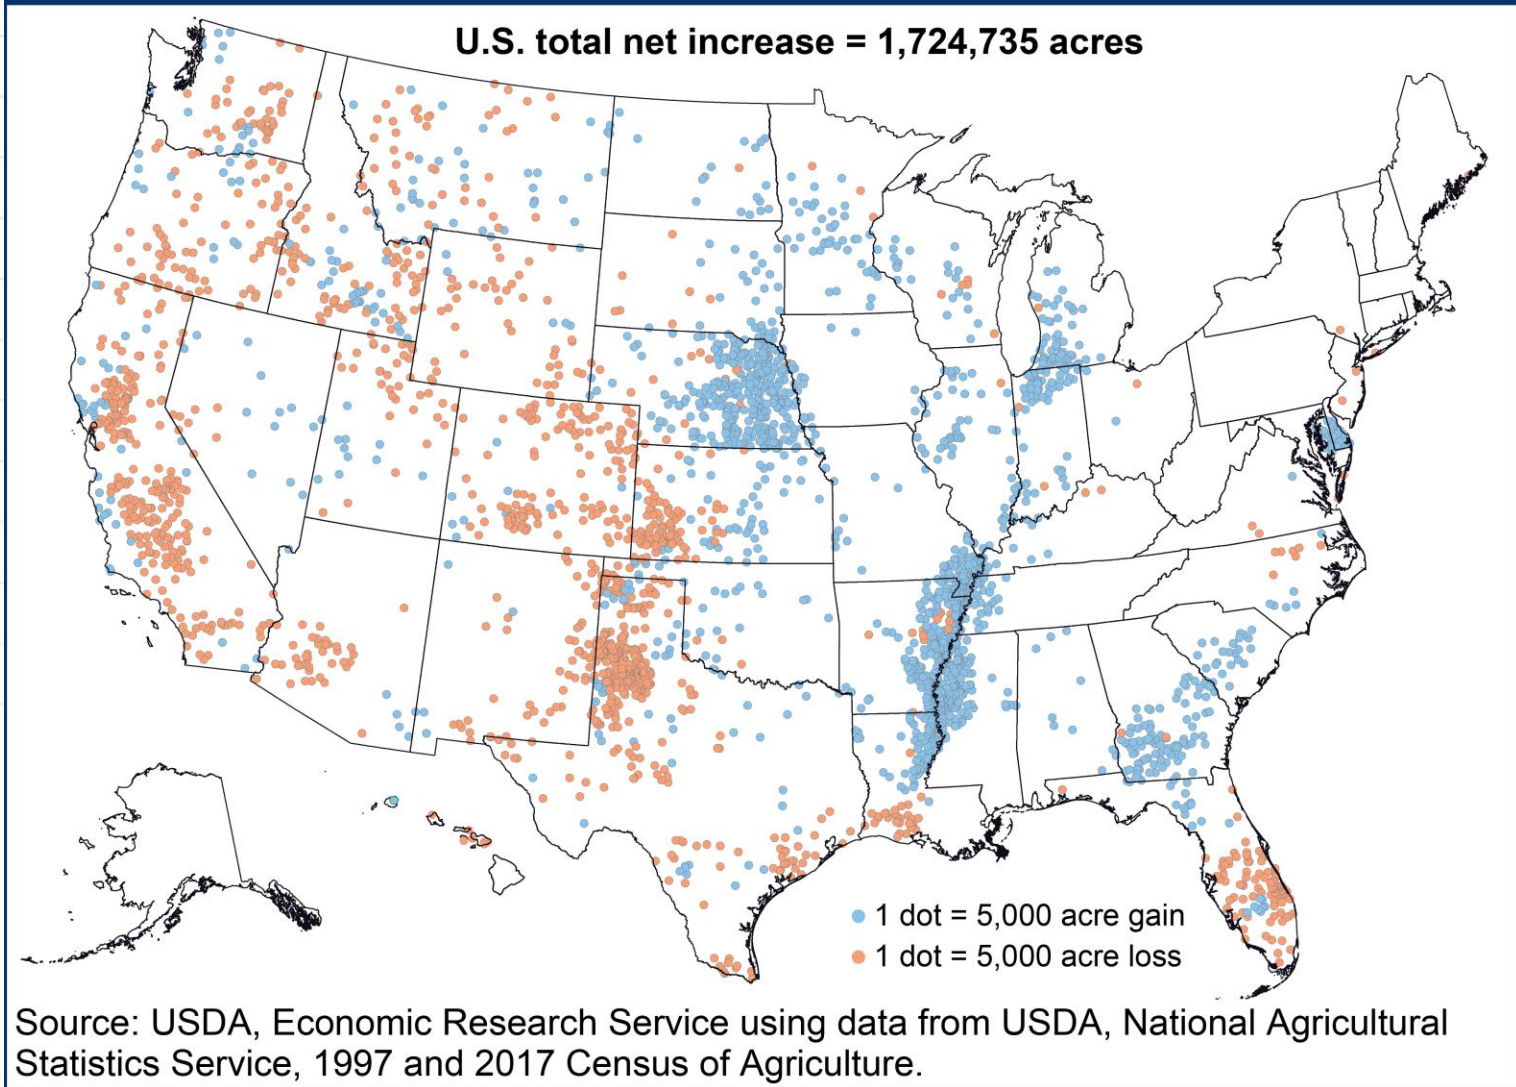 U.S. total net increase = 1,724,735 acres
1 dot = 5,000 acre gain
1 dot = 5,000 acre loss
Source: USDA, Economic Research Service using data from USDA, National Agricultural
Statistics Service, 1997 and 2017 Census of Agriculture.